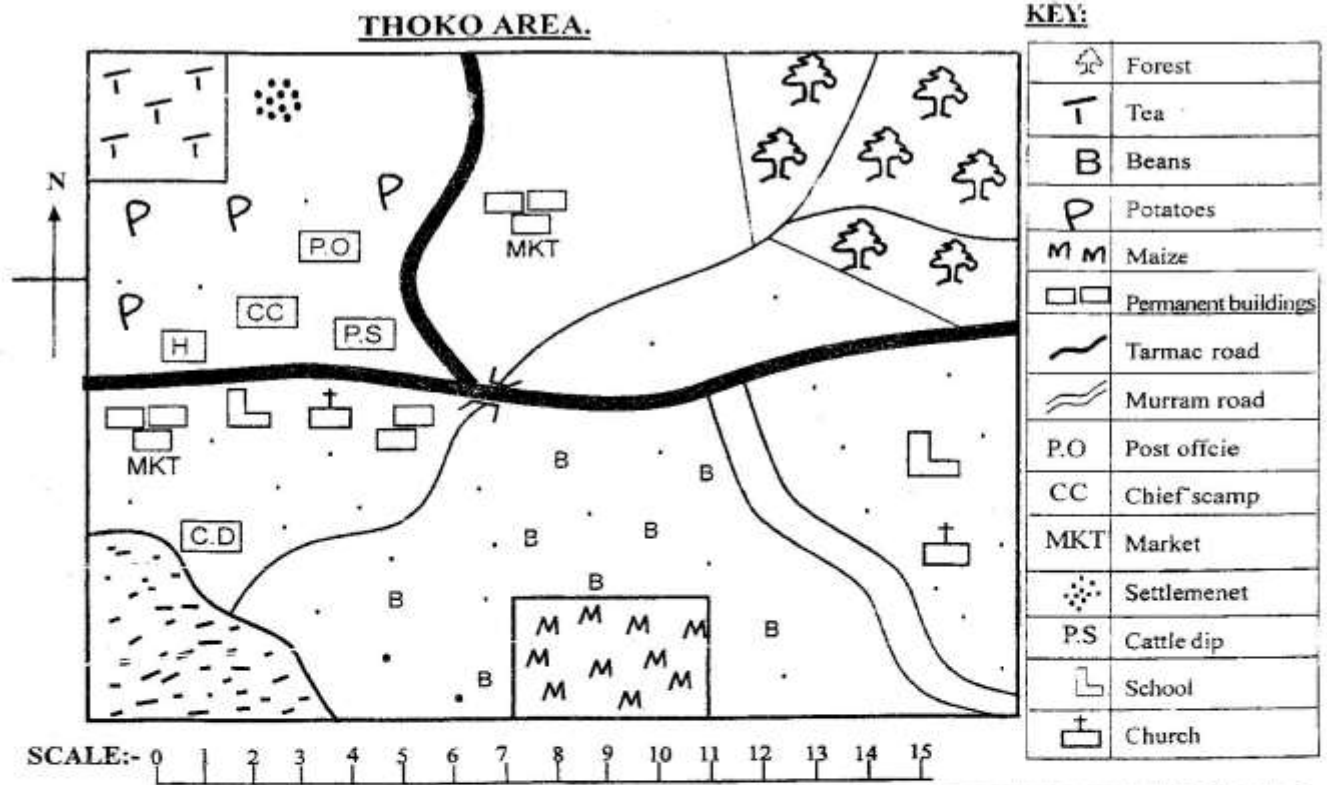 THOKO AREA.
KEY:
N
P P P
P.O
MKT
P
CC
P.S
H
MKT
B B
C.D
B B
B B
M M M M
M M M M
B
M M
B
Forest
Tea
B Beans
P Potatoes
M M Maize
Permanent buildings
Tarmac road
Murram road
P.O Post offcie
CC Chief'scamp
MKT Market
Settlemenet
P.S Cattle dip
School
Church
SCALE:- 0 1 2 3 4 5 6 7 8 9 10 11 12 13 14 15